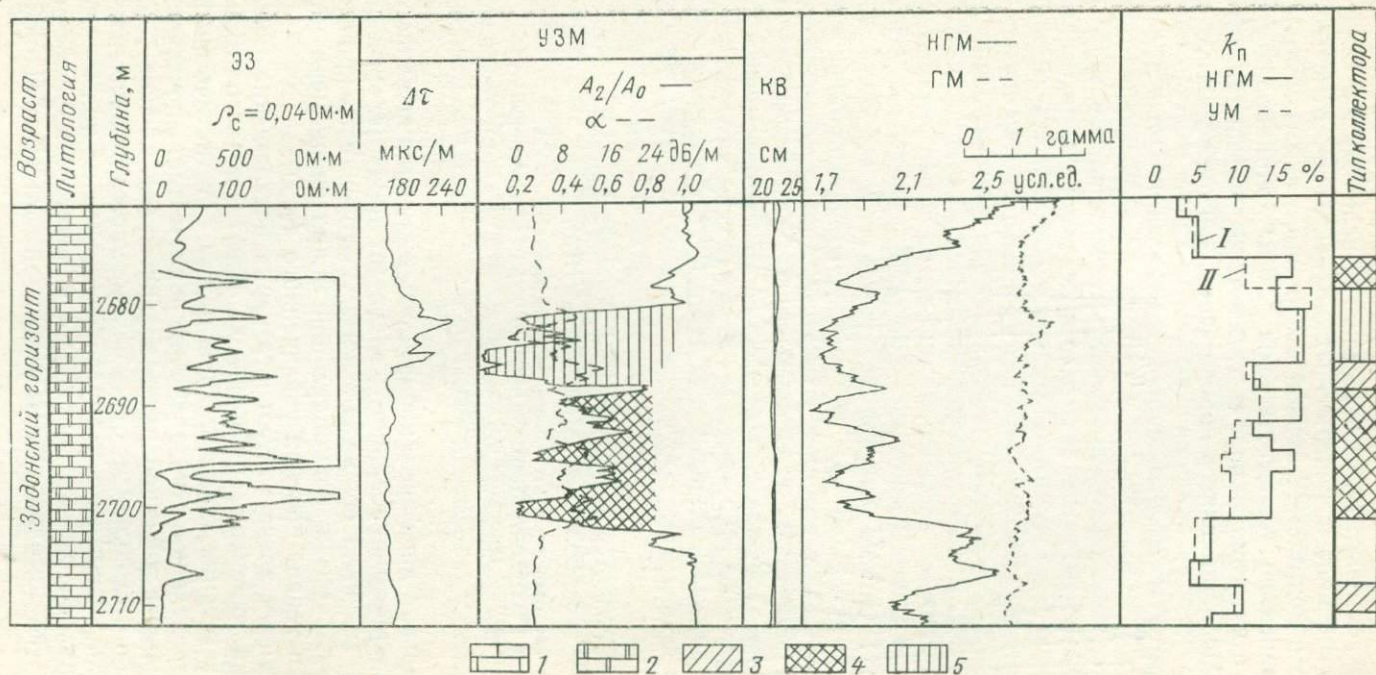 Возраст
Литология
Глубина, м
ЭЗ
ρс = 0,04 Ом·м
0 500 Ом·м
0 100 Ом·м
УЗМ
Δτ
мкс/м
180 240
A2/A0 —
α ---
0 8 16 24 дБ/м
0,2 0,4 0,6 0,8 1,0
КВ
см
20 25
НГМ —
ГМ ---
0 1 гамма
1,7 2,1 2,5 усл.ед.
kп
НГМ —
УМ ---
0 5 10 15 %
Тип коллектора
Задонский горизонт
2680
2690
2700
2710
I
II
1 2 3 4 5